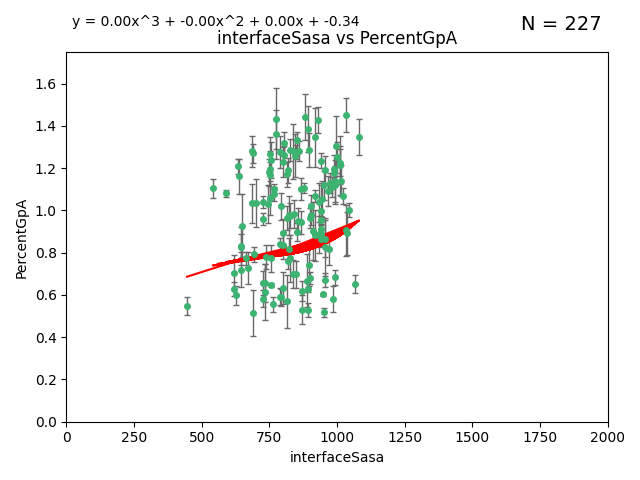 y = 0.00x^3 + -0.00x^2 + 0.00x + -0.34
N = 227
interfaceSasa vs PercentGpA
1.6
1.4
1.2
1.0
0.8
0.6
0.4
0.2
0.0
PercentGpA
0 250 500 750 1000 1250 1500 1750 2000
interfaceSasa